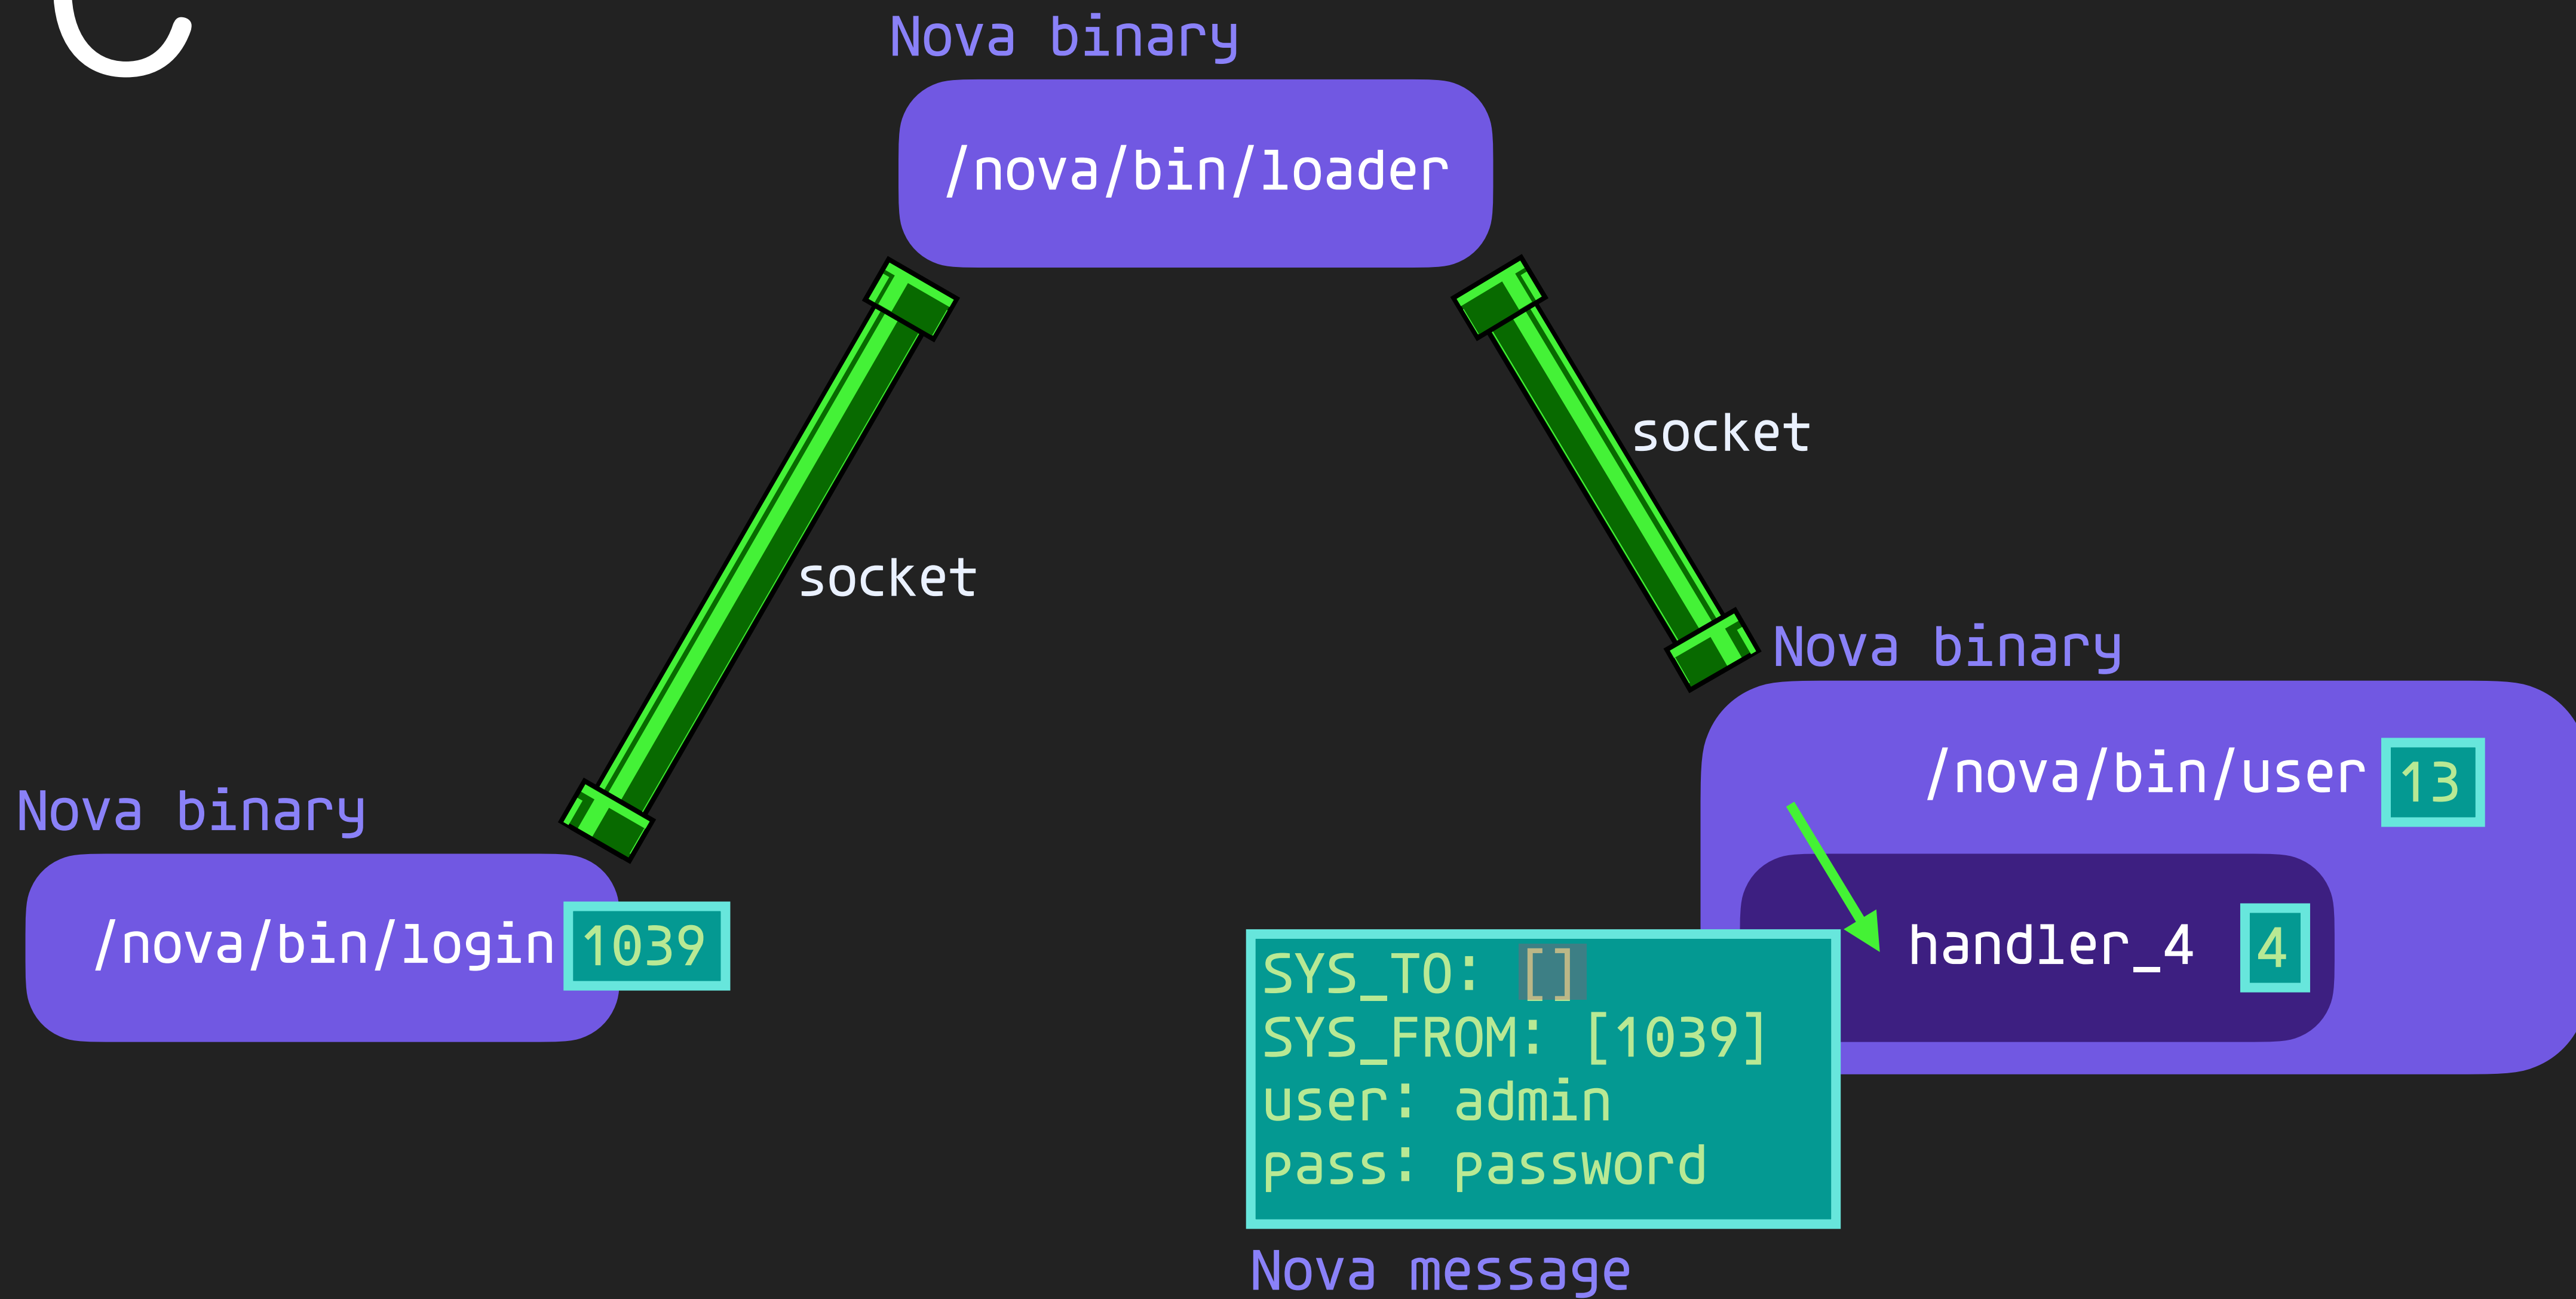 Nova binary
/nova/bin/loader
socket
socket
Nova binary
/nova/bin/user 13
Nova binary
/nova/bin/login 1039
handler_4 4
SYS_TO: []
SYS_FROM: [1039]
user: admin
pass: password
Nova message